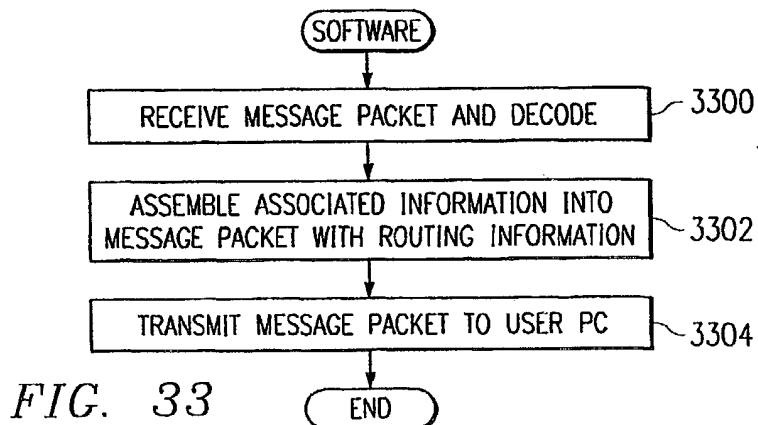 SOFTWARE
RECEIVE MESSAGE PACKET AND DECODE
3300
ASSEMBLE ASSOCIATED INFORMATION INTO
MESSAGE PACKET WITH ROUTING INFORMATION
3302
TRANSMIT MESSAGE PACKET TO USER PC
3304
FIG. 33
END